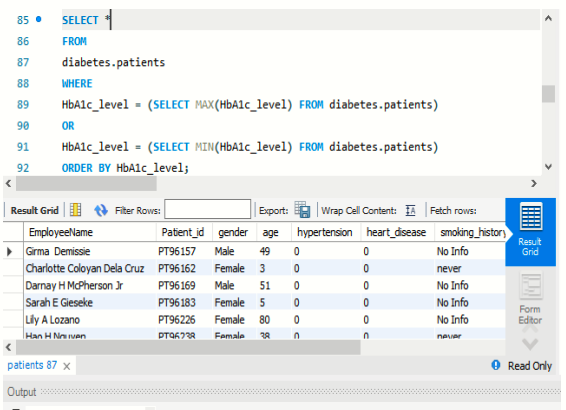 85 SELECT *
86 FROM
87 diabetes.patients
88 WHERE
89 HbA1c_level = (SELECT MAX(HbA1c_level) FROM diabetes.patients)
90 OR
91 HbA1c_level = (SELECT MIN(HbA1c_level) FROM diabetes.patients)
92 ORDER BY HbA1c_level;
Result Grid Filter Rows: Export: Wrap Cell Content: Fetch rows:
EmployeeName Patient_id gender age hypertension heart_disease smoking_history
Girma Demissie PT96157 Male 49 0 0 No Info
Charlotte Coloyan Dela Cruz PT96162 Female 3 0 0 never
Darnay H McPherson Jr PT96169 Male 51 0 0 No Info
Sarah E Gieseke PT96183 Female 5 0 0 No Info
Lily A Lozano PT96226 Female 80 0 0 No Info
Hao H Nguyen PT96238 Female 38 0 0 never
Result
Grid
Form
Editor
patients 87 Read Only
Output